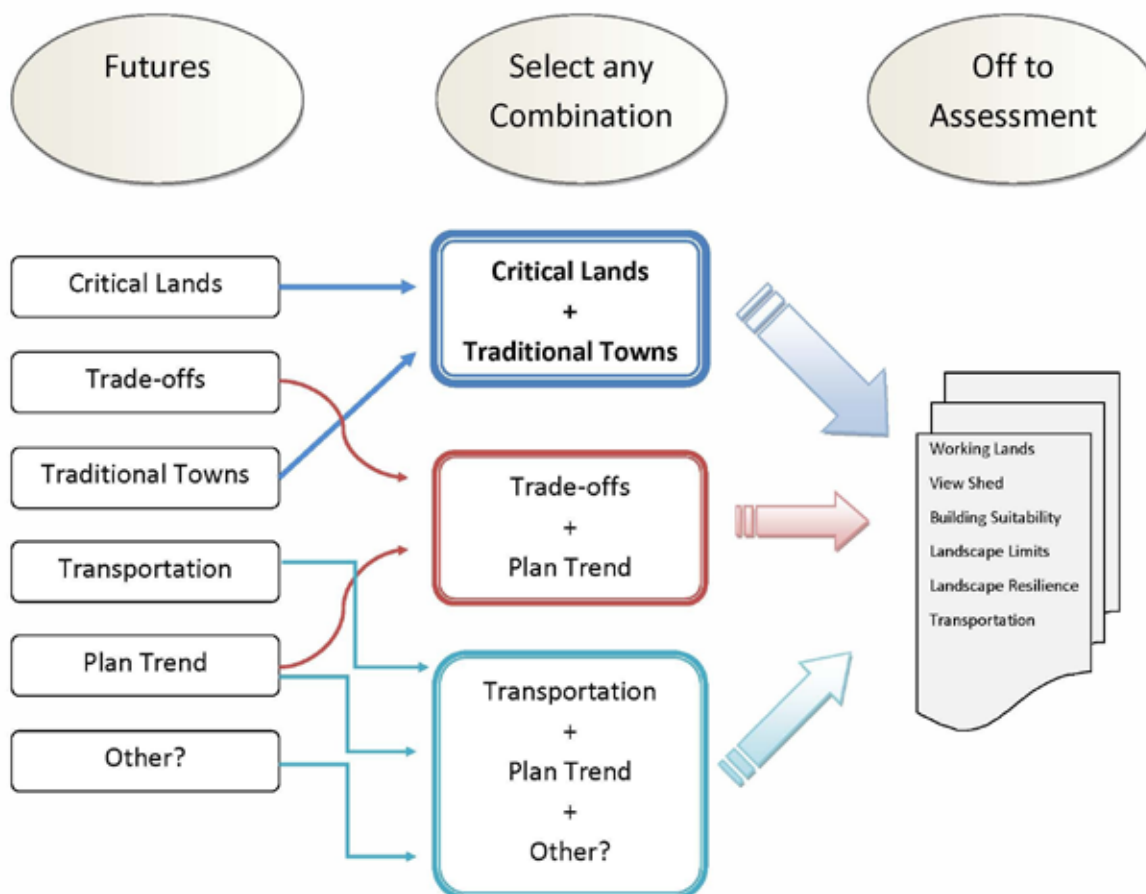 Futures
Select any
Combination
Off to
Assessment
Critical Lands
Trade-offs
Traditional Towns
Transportation
Plan Trend
Other?
Critical Lands
+
Traditional Towns
Trade-offs
+
Plan Trend
Transportation
+
Plan Trend
+
Other?
Working Lands
View Shed
Building Suitability
Landscape Limits
Landscape Resilience
Transportation